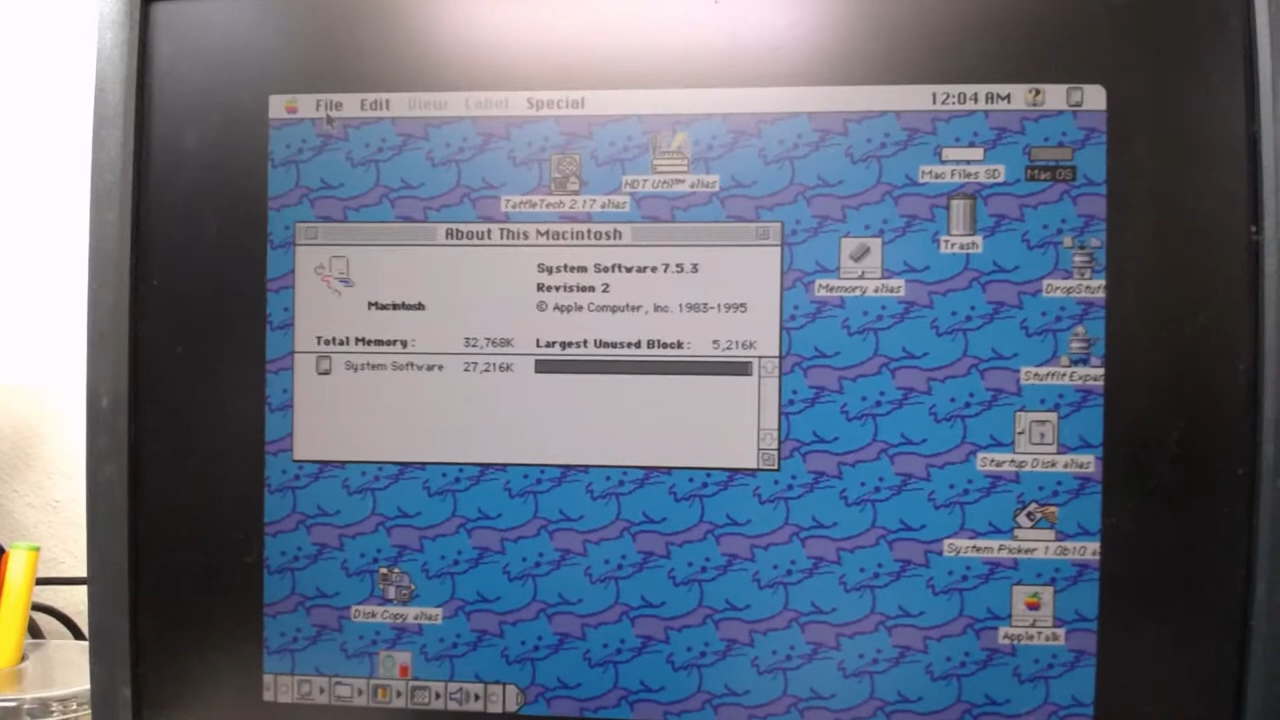 File Edit View Label Special 12:04 AM
HDT Util™ alias
TattleTech 2.17 alias
Mac Files SD
Mac OS
Trash
About This Macintosh
System Software 7.5.3
Revision 2
Macintosh
© Apple Computer, Inc. 1983-1995
Total Memory: 32,768K Largest Unused Block: 5,216K
System Software 27,216K
Memory alias
DropStuff
StuffIt Expan
Startup Disk alias
System Picker 1.0b10 a
Disk Copy alias
AppleTalk